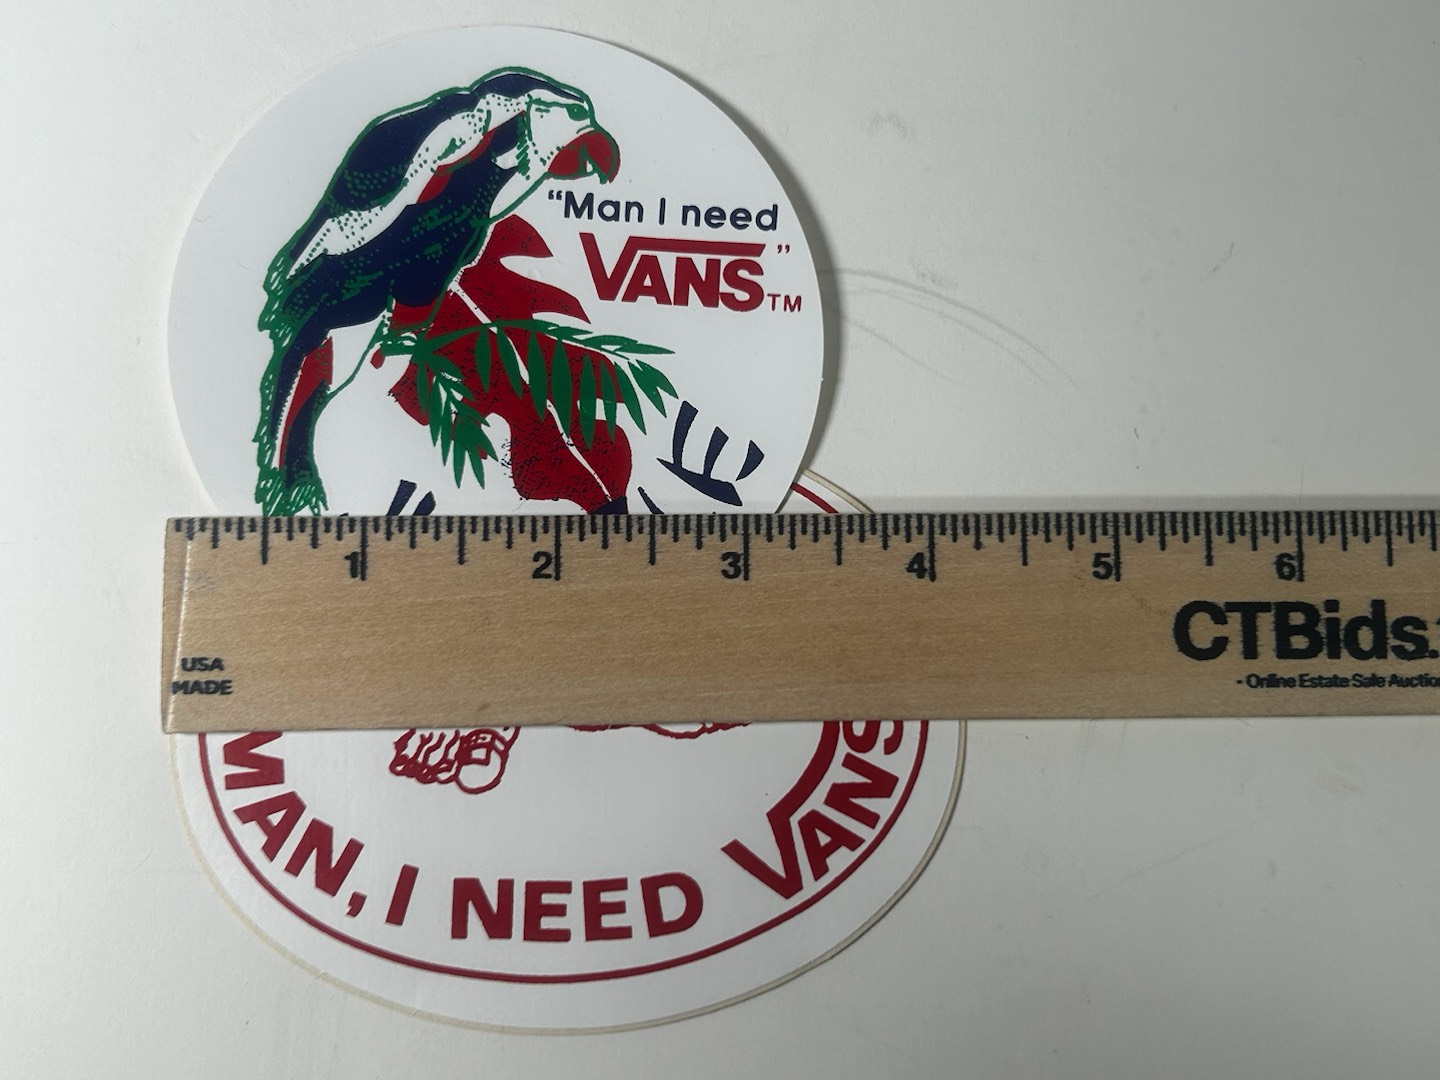 “Man I need
VANS”TM
1 2 3 4 5 6
CTBids.
- Online Estate Sale Auction
USA
MADE
MAN, I NEED VANS